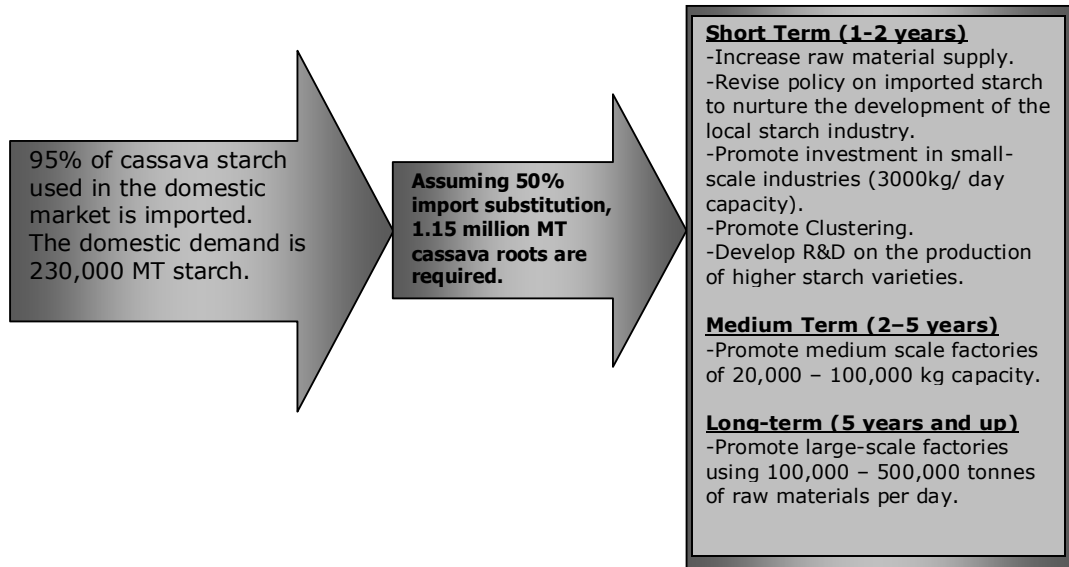 95% of cassava starch
used in the domestic
market is imported.
The domestic demand is
230,000 MT starch.
Assuming 50%
import substitution,
1.15 million MT
cassava roots are
required.
Short Term (1-2 years)
-Increase raw material supply.
-Revise policy on imported starch
to nurture the development of the
local starch industry.
-Promote investment in small-
scale industries (3000kg/ day
capacity).
-Promote Clustering.
-Develop R&D on the production
of higher starch varieties.
Medium Term (2–5 years)
-Promote medium scale factories
of 20,000 – 100,000 kg capacity.
Long-term (5 years and up)
-Promote large-scale factories
using 100,000 – 500,000 tonnes
of raw materials per day.